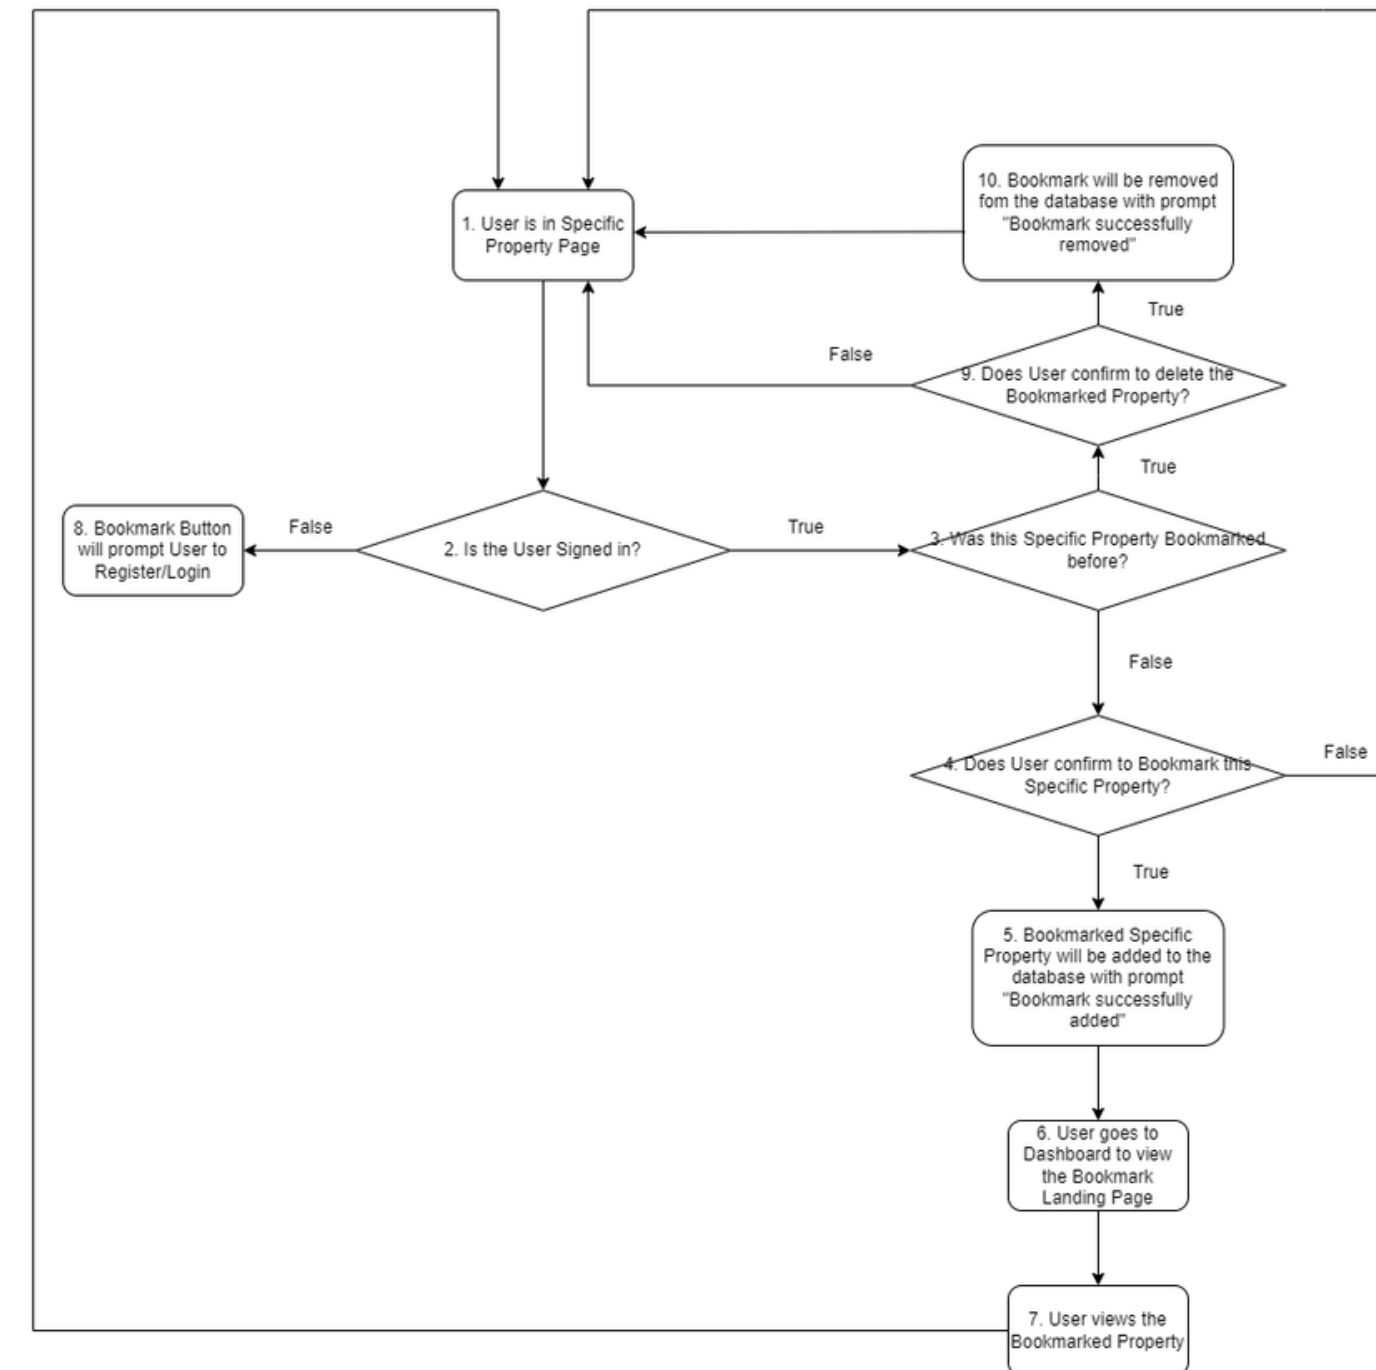 10. Bookmark will be removed
fom the database with prompt
"Bookmark successfully
removed"
1. User is in Specific
Property Page
True
False
9. Does User confirm to delete the
Bookmarked Property?
True
8. Bookmark Button
will prompt User to
Register/Login
False
2. Is the User Signed in?
True
3. Was this Specific Property Bookmarked
before?
False
4. Does User confirm to Bookmark this
Specific Property?
False
True
5. Bookmarked Specific
Property will be added to the
database with prompt
"Bookmark successfully
added"
6. User goes to
Dashboard to view
the Bookmark
Landing Page
7. User views the
Bookmarked Property